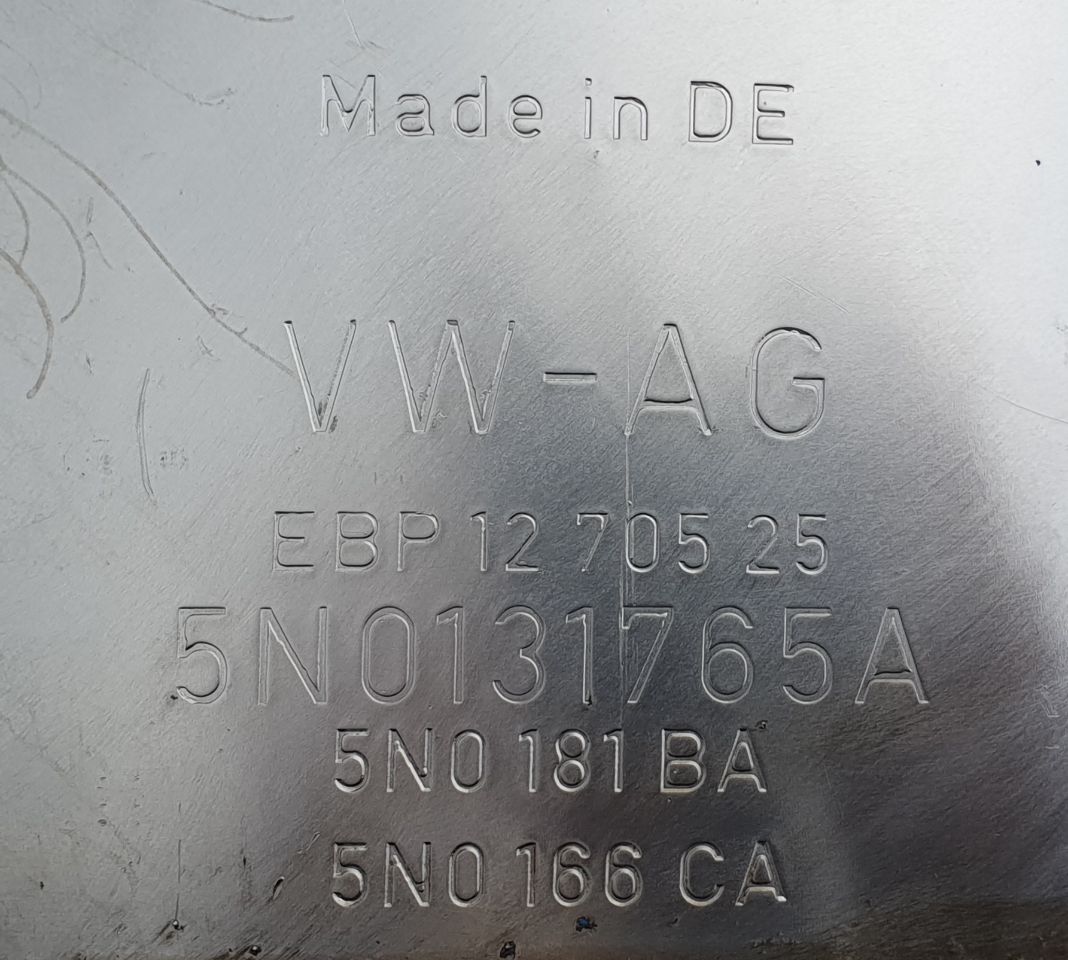 Made in DE
VW-AG
EBP 12 705 25
5N0131765A
5N0 181 BA
5N0 166 CA